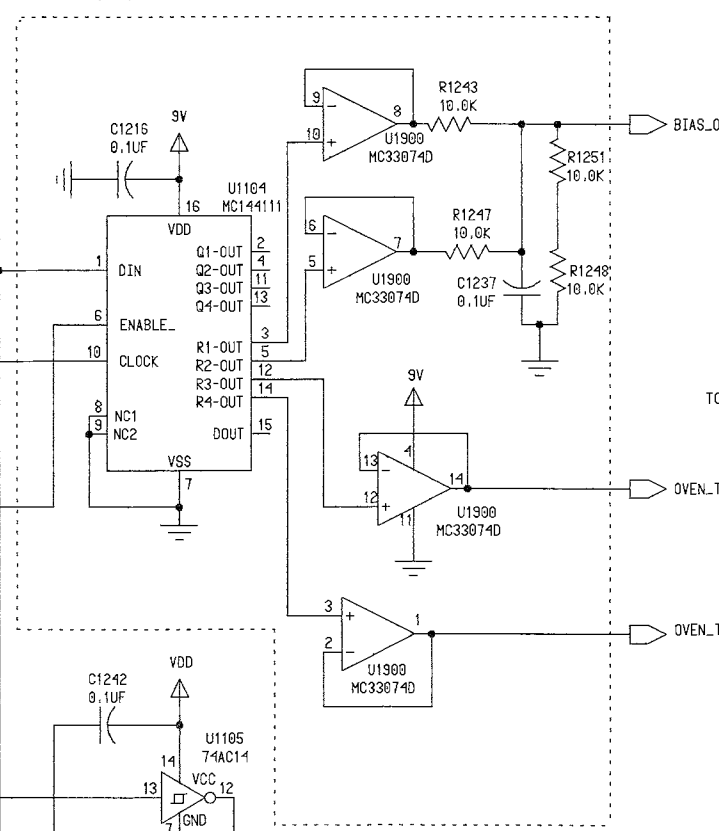 9V
C1216
0.1UF
16
U1104
MC144111
VDD
1
DIN
6
ENABLE_
10
CLOCK
8
NC1
9
NC2
VSS
7
Q1-OUT
2
Q2-OUT
4
Q3-OUT
11
Q4-OUT
13
R1-OUT
3
R2-OUT
5
R3-OUT
12
R4-OUT
14
DOUT
15
9
-
10
+
8
U1900
MC33074D
R1243
10.0K
BIAS_O
R1251
10.0K
6
-
5
+
7
U1900
MC33074D
R1247
10.0K
C1237
0.1UF
R1248
10.0K
9V
4
13
-
12
+
14
11
U1900
MC33074D
TO
OVEN_T
3
+
2
-
1
U1900
MC33074D
OVEN_T
VDD
C1242
0.1UF
14
U1105
74AC14
VCC
13
12
GND
7